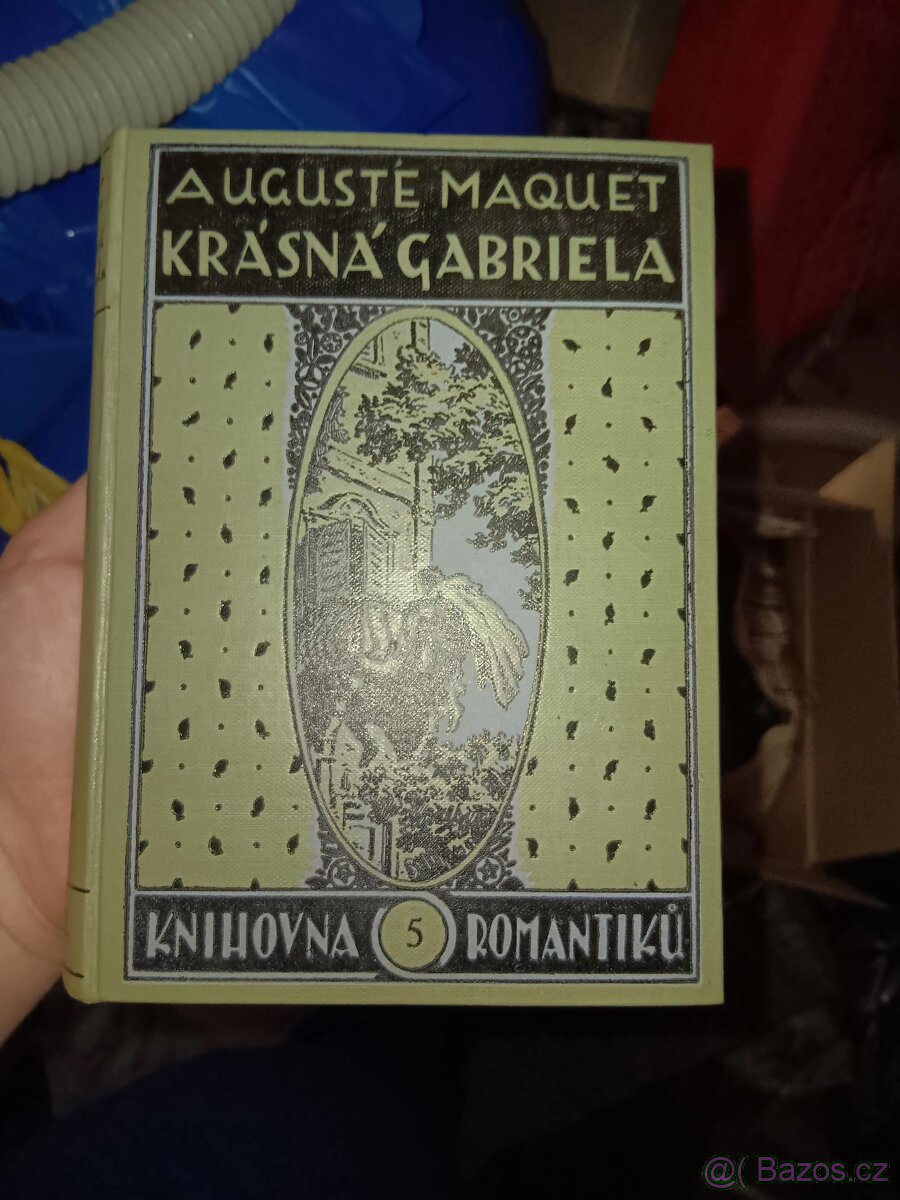 AUGUSTE MAQUET
KRÁSNÁ GABRIELA
KNIHOVNA 5 ROMANTIKŮ
@( Bazos.cz